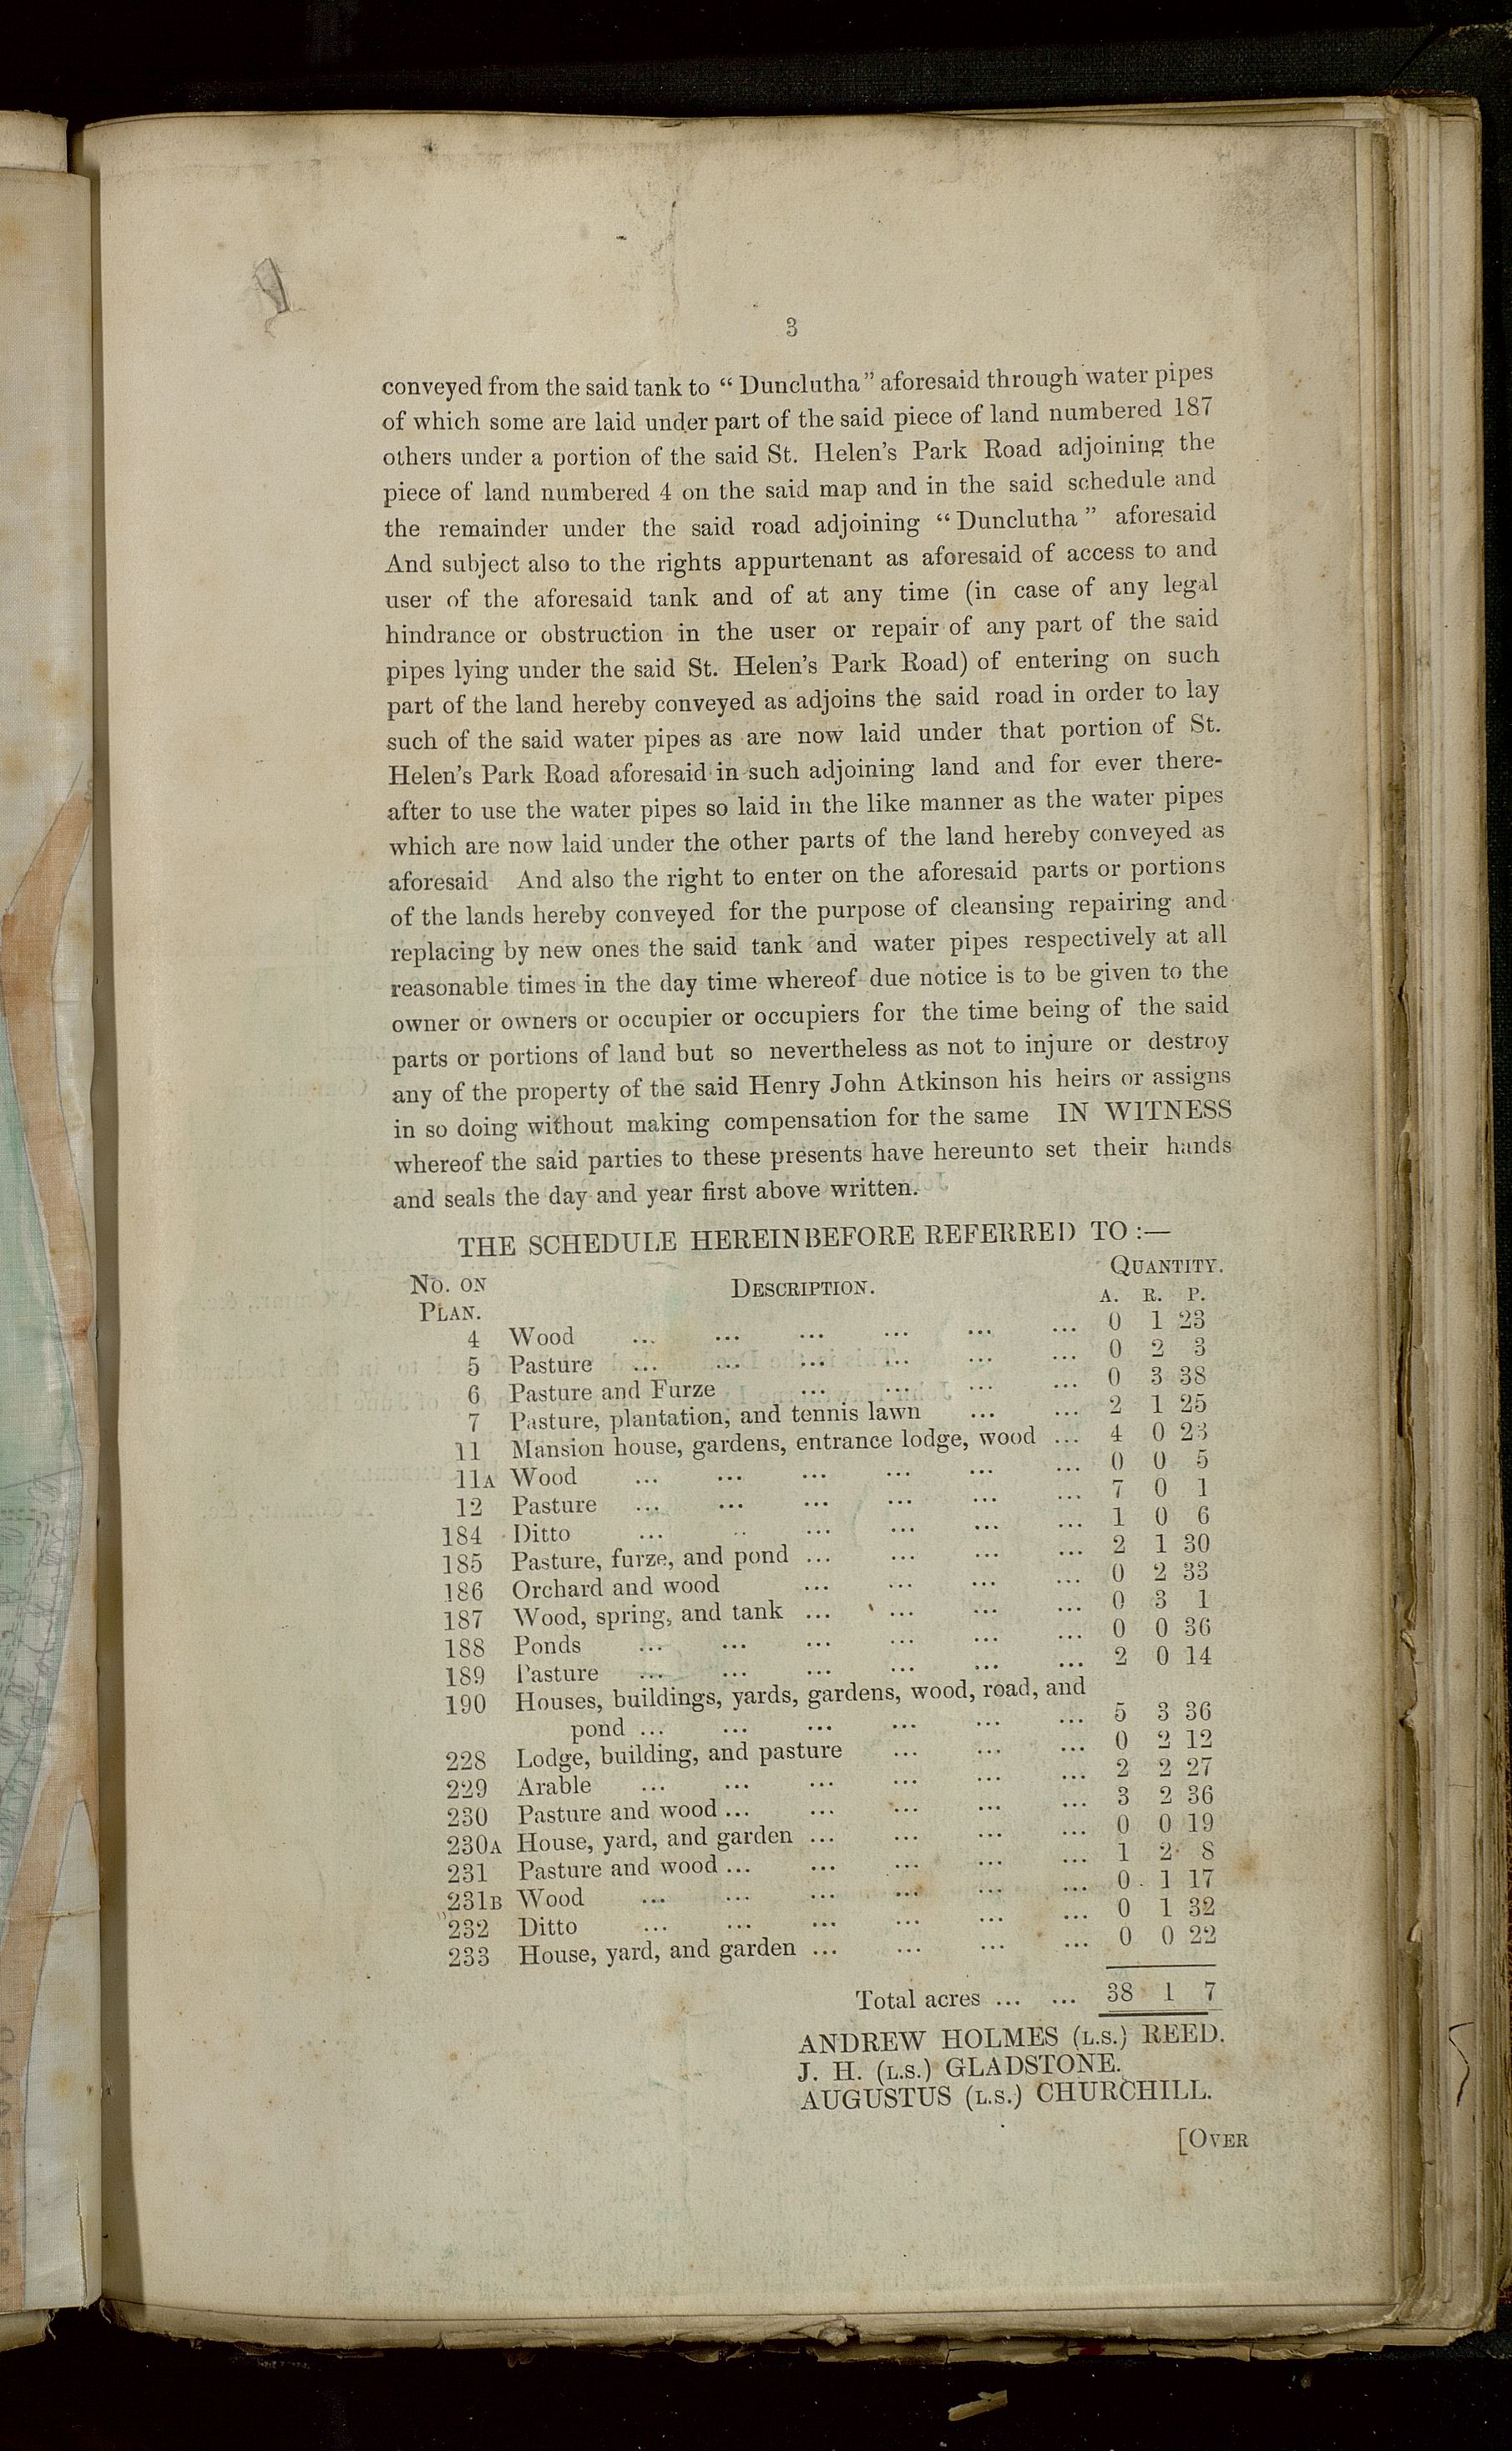 3
conveyed from the said tank to “ Dunclutha ” aforesaid through water pipes
of which some are laid under part of the said piece of land numbered 187
others under a portion of the said St. Helen’s Park Road adjoining the
piece of land numbered 4 on the said map and in the said schedule and
the remainder under the said road adjoining “ Dunclutha ” aforesaid
And subject also to the rights appurtenant as aforesaid of access to and
user of the aforesaid tank and of at any time (in case of any legal
hindrance or obstruction in the user or repair of any part of the said
pipes lying under the said St. Helen’s Park Road) of entering on such
part of the land hereby conveyed as adjoins the said road in order to lay
such of the said water pipes as are now laid under that portion of St.
Helen’s Park Road aforesaid in such adjoining land and for ever there-
after to use the water pipes so laid in the like manner as the water pipes
which are now laid under the other parts of the land hereby conveyed as
aforesaid And also the right to enter on the aforesaid parts or portions
of the lands hereby conveyed for the purpose of cleansing repairing and
replacing by new ones the said tank and water pipes respectively at all
reasonable times in the day time whereof due notice is to be given to the
owner or owners or occupier or occupiers for the time being of the said
parts or portions of land but so nevertheless as not to injure or destroy
any of the property of the said Henry John Atkinson his heirs or assigns
in so doing without making compensation for the same IN WITNESS
whereof the said parties to these presents have hereunto set their hands
and seals the day and year first above written.
THE SCHEDULE HEREINBEFORE REFERRED TO :—
No. on Plan. Description. Quantity.
A. R. P.
4 Wood ... ... ... ... ... ... 0 1 23
5 Pasture ... ... ... ... ... ... 0 2 3
6 Pasture and Furze ... ... ... ... 0 3 38
7 Pasture, plantation, and tennis lawn ... ... 2 1 25
11 Mansion house, gardens, entrance lodge, wood ... 4 0 23
11A Wood ... ... ... ... ... ... 0 0 5
12 Pasture ... ... ... ... ... ... 7 0 1
184 Ditto ... ... ... ... ... ... 1 0 6
185 Pasture, furze, and pond ... ... ... ... 2 1 30
186 Orchard and wood ... ... ... ... 0 2 33
187 Wood, spring, and tank ... ... ... ... 0 3 1
188 Ponds ... ... ... ... ... ... 0 0 36
189 Pasture ... ... ... ... ... ... 2 0 14
190 Houses, buildings, yards, gardens, wood, road, and
pond ... ... ... ... ... ... 5 3 36
228 Lodge, building, and pasture ... ... ... 0 2 12
229 Arable ... ... ... ... ... ... 2 2 27
230 Pasture and wood ... ... ... ... ... 3 2 36
230A House, yard, and garden ... ... ... ... 0 0 19
231 Pasture and wood ... ... ... ... ... 1 2 8
231B Wood ... ... ... ... ... ... 0 1 17
232 Ditto ... ... ... ... ... ... 0 1 32
233 House, yard, and garden ... ... ... ... 0 0 22
Total acres ... ... 38 1 7
ANDREW HOLMES (L.S.) REED.
J. H. (L.S.) GLADSTONE.
AUGUSTUS (L.S.) CHURCHILL.
[Over